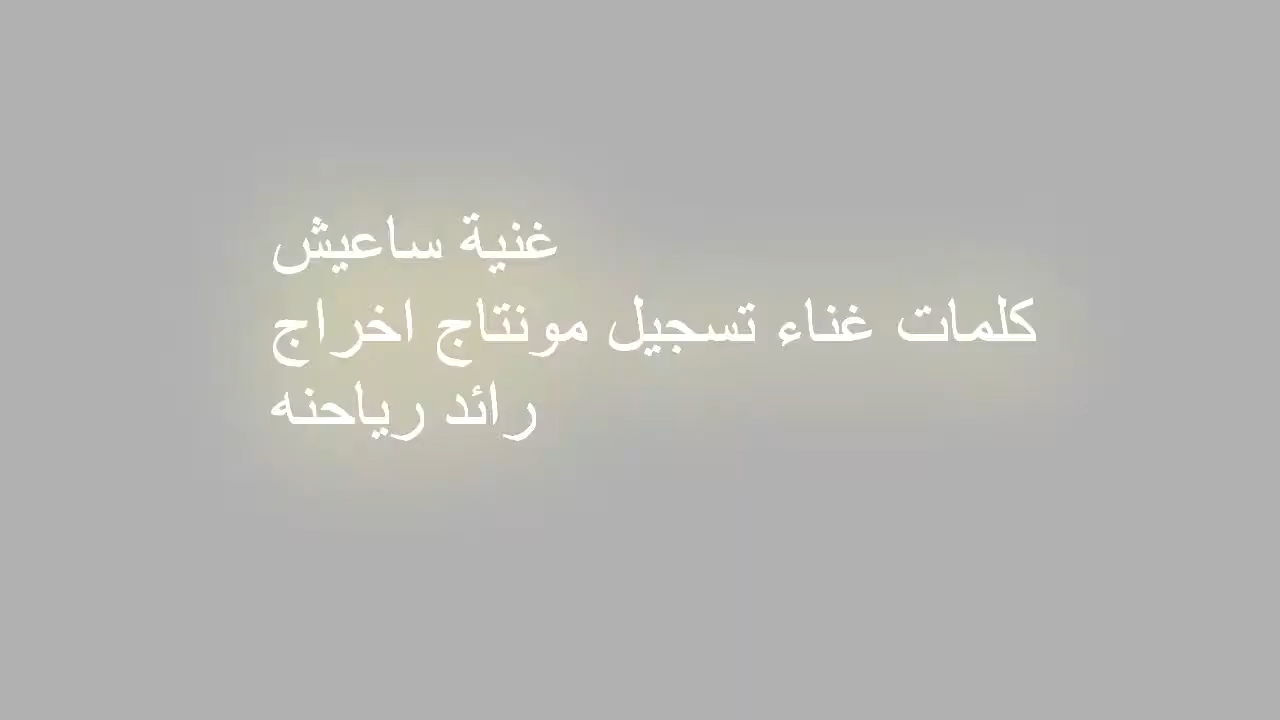 غنية ساعيش
كلمات غناء تسجيل مونتاج اخراج
رائد رياحنه